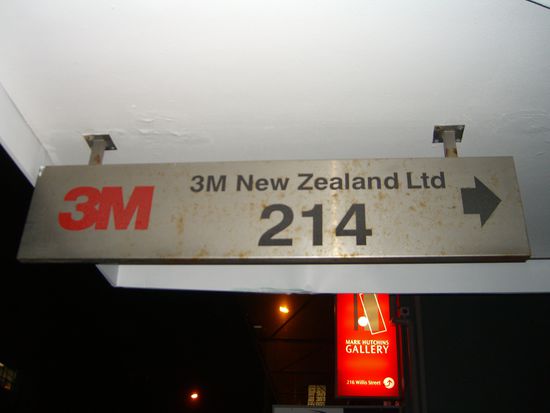 3M
3M New Zealand Ltd
214
MARK HUTCHINS
GALLERY
216 Willis Street